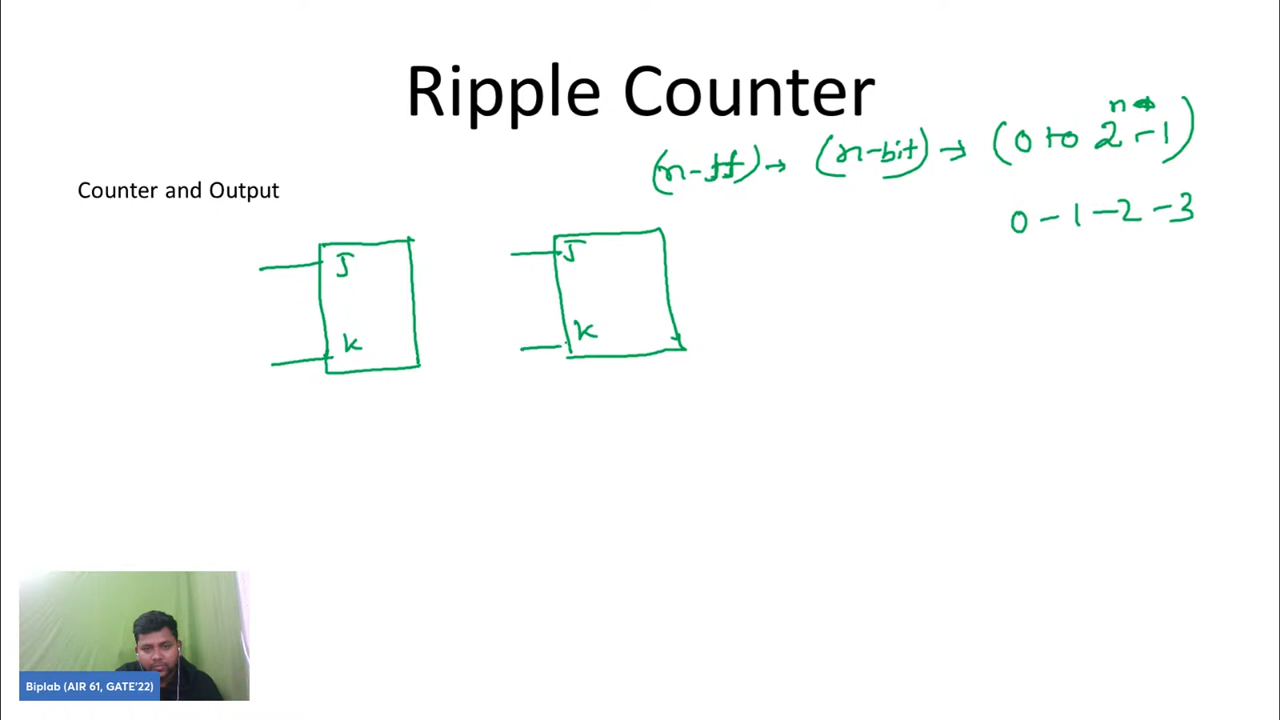 Ripple Counter
(n-ff) → (n-bit) → (0 to 2^n - 1)
Counter and Output
0 - 1 - 2 - 3
J J
K K
Biplab (AIR 61, GATE'22)